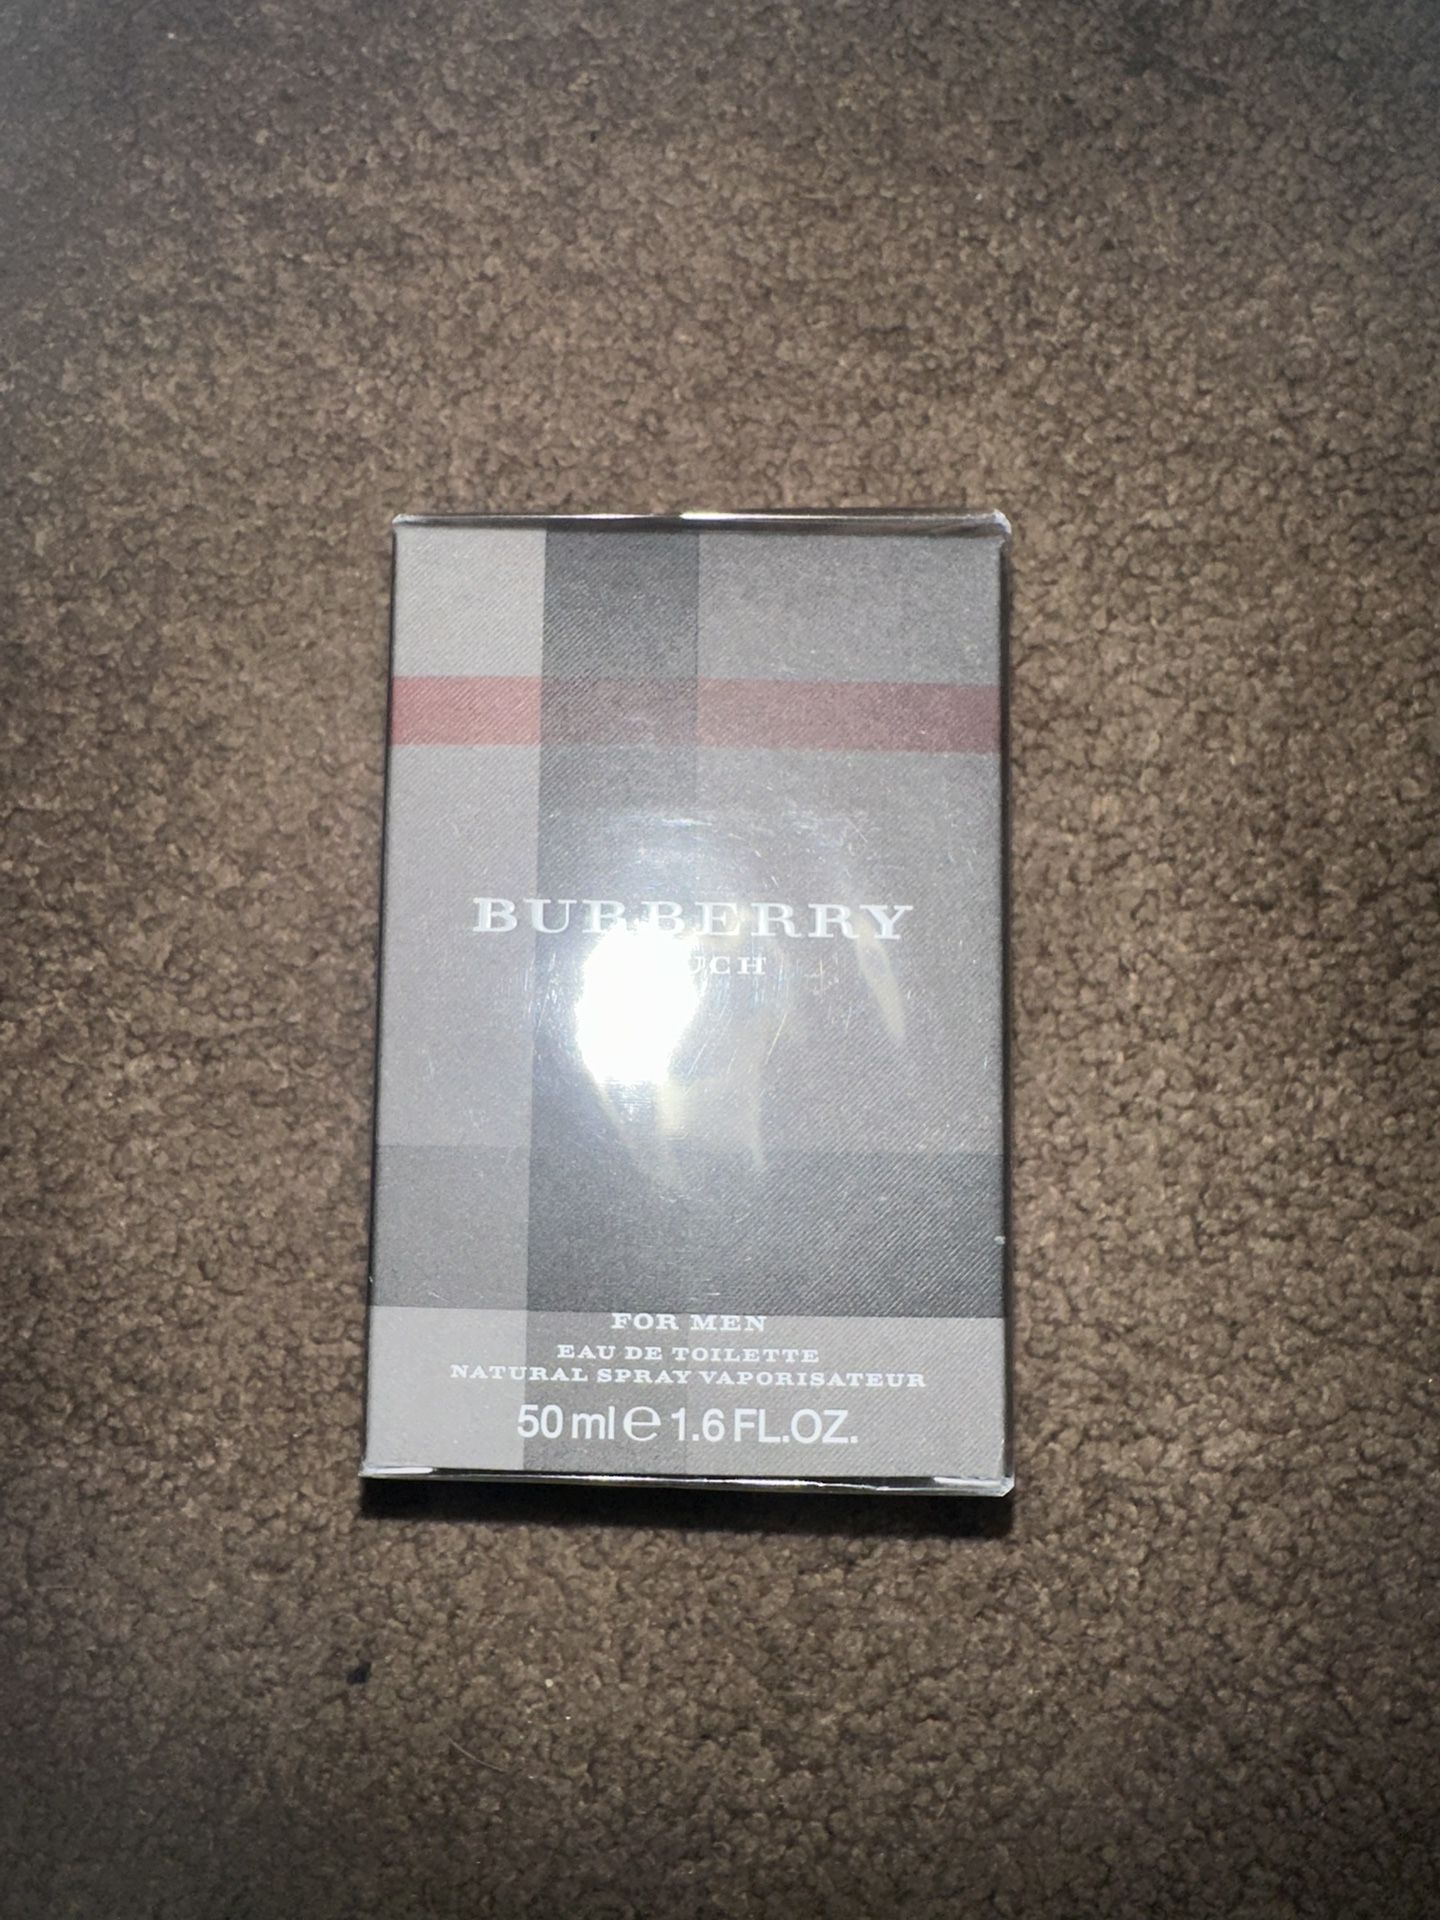 BURBERRY
FOR MEN
EAU DE TOILETTE
NATURAL SPRAY VAPORISATEUR
50 ml e 1.6 FL.OZ.